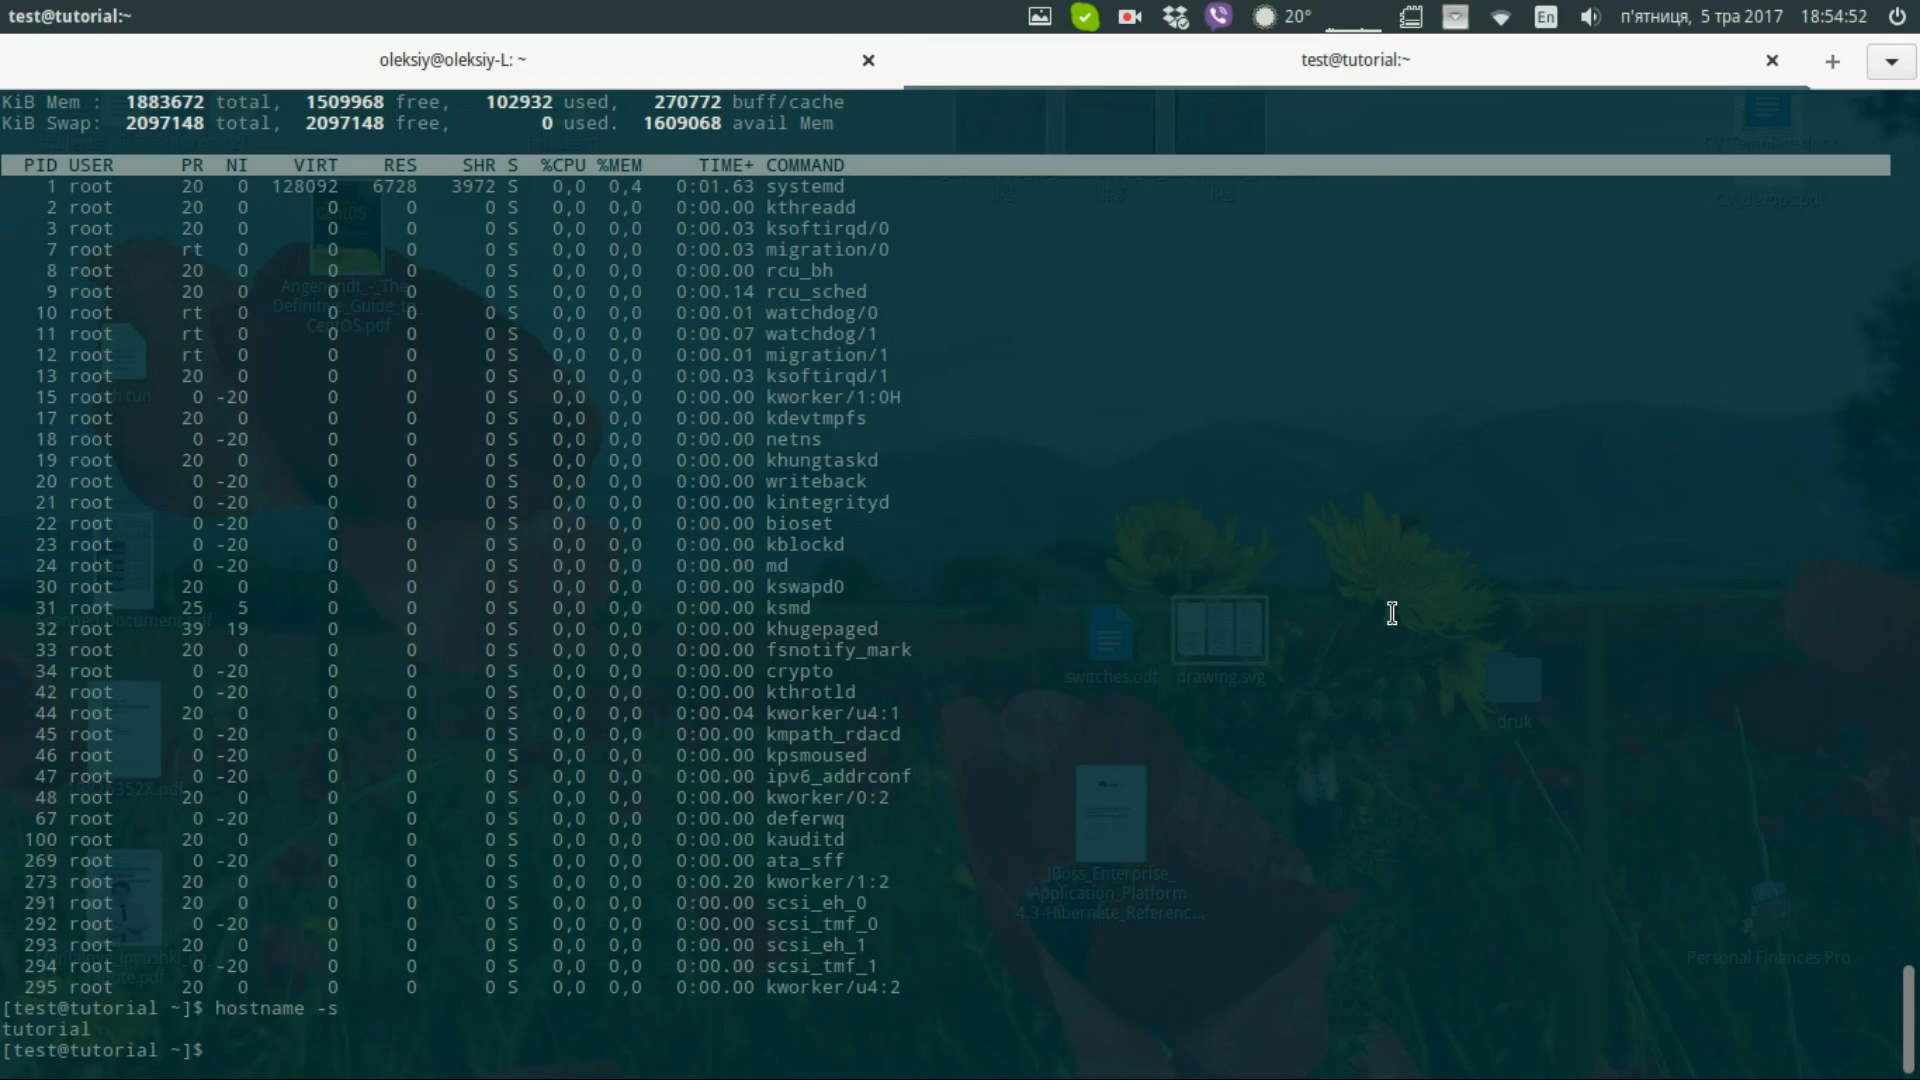 test@tutorial:~
20° En п'ятниця, 5 тра 2017 18:54:52
oleksiy@oleksiy-L: ~
test@tutorial:~
KiB Mem : 1883672 total, 1509968 free, 102932 used, 270772 buff/cache
KiB Swap: 2097148 total, 2097148 free, 0 used. 1609068 avail Mem
PID USER PR NI VIRT RES SHR S %CPU %MEM TIME+ COMMAND
1 root 20 0 128092 6728 3972 S 0,0 0,4 0:01.63 systemd
2 root 20 0 0 0 0 S 0,0 0,0 0:00.00 kthreadd
3 root 20 0 0 0 0 S 0,0 0,0 0:00.03 ksoftirqd/0
7 root rt 0 0 0 0 S 0,0 0,0 0:00.03 migration/0
8 root 20 0 0 0 0 S 0,0 0,0 0:00.00 rcu_bh
9 root 20 0 0 0 0 S 0,0 0,0 0:00.14 rcu_sched
10 root rt 0 0 0 0 S 0,0 0,0 0:00.01 watchdog/0
11 root rt 0 0 0 0 S 0,0 0,0 0:00.07 watchdog/1
12 root rt 0 0 0 0 S 0,0 0,0 0:00.01 migration/1
13 root 20 0 0 0 0 S 0,0 0,0 0:00.03 ksoftirqd/1
15 root 0 -20 0 0 0 S 0,0 0,0 0:00.00 kworker/1:0H
17 root 20 0 0 0 0 S 0,0 0,0 0:00.00 kdevtmpfs
18 root 0 -20 0 0 0 S 0,0 0,0 0:00.00 netns
19 root 20 0 0 0 0 S 0,0 0,0 0:00.00 khungtaskd
20 root 0 -20 0 0 0 S 0,0 0,0 0:00.00 writeback
21 root 0 -20 0 0 0 S 0,0 0,0 0:00.00 kintegrityd
22 root 0 -20 0 0 0 S 0,0 0,0 0:00.00 bioset
23 root 0 -20 0 0 0 S 0,0 0,0 0:00.00 kblockd
24 root 0 -20 0 0 0 S 0,0 0,0 0:00.00 md
30 root 20 0 0 0 0 S 0,0 0,0 0:00.00 kswapd0
31 root 25 5 0 0 0 S 0,0 0,0 0:00.00 ksmd
32 root 39 19 0 0 0 S 0,0 0,0 0:00.00 khugepaged
33 root 20 0 0 0 0 S 0,0 0,0 0:00.00 fsnotify_mark
34 root 0 -20 0 0 0 S 0,0 0,0 0:00.00 crypto
42 root 0 -20 0 0 0 S 0,0 0,0 0:00.00 kthrotld
44 root 20 0 0 0 0 S 0,0 0,0 0:00.04 kworker/u4:1
45 root 0 -20 0 0 0 S 0,0 0,0 0:00.00 kmpath_rdacd
46 root 0 -20 0 0 0 S 0,0 0,0 0:00.00 kpsmoused
47 root 0 -20 0 0 0 S 0,0 0,0 0:00.00 ipv6_addrconf
48 root 20 0 0 0 0 S 0,0 0,0 0:00.00 kworker/0:2
67 root 0 -20 0 0 0 S 0,0 0,0 0:00.00 deferwq
100 root 20 0 0 0 0 S 0,0 0,0 0:00.00 kauditd
269 root 0 -20 0 0 0 S 0,0 0,0 0:00.00 ata_sff
273 root 20 0 0 0 0 S 0,0 0,0 0:00.20 kworker/1:2
291 root 20 0 0 0 0 S 0,0 0,0 0:00.00 scsi_eh_0
292 root 0 -20 0 0 0 S 0,0 0,0 0:00.00 scsi_tmf_0
293 root 20 0 0 0 0 S 0,0 0,0 0:00.00 scsi_eh_1
294 root 0 -20 0 0 0 S 0,0 0,0 0:00.00 scsi_tmf_1
295 root 20 0 0 0 0 S 0,0 0,0 0:00.00 kworker/u4:2
[test@tutorial ~]$ hostname -s
tutorial
[test@tutorial ~]$
Angenendt_-_The_
Definitive_Guide_to_
CentOS.pdf
switches.odt
drawing.svg
druk
JBoss_Enterprise_
Application_Platform-
4.3-Hibernate_Referenc...
Personal Finances Pro